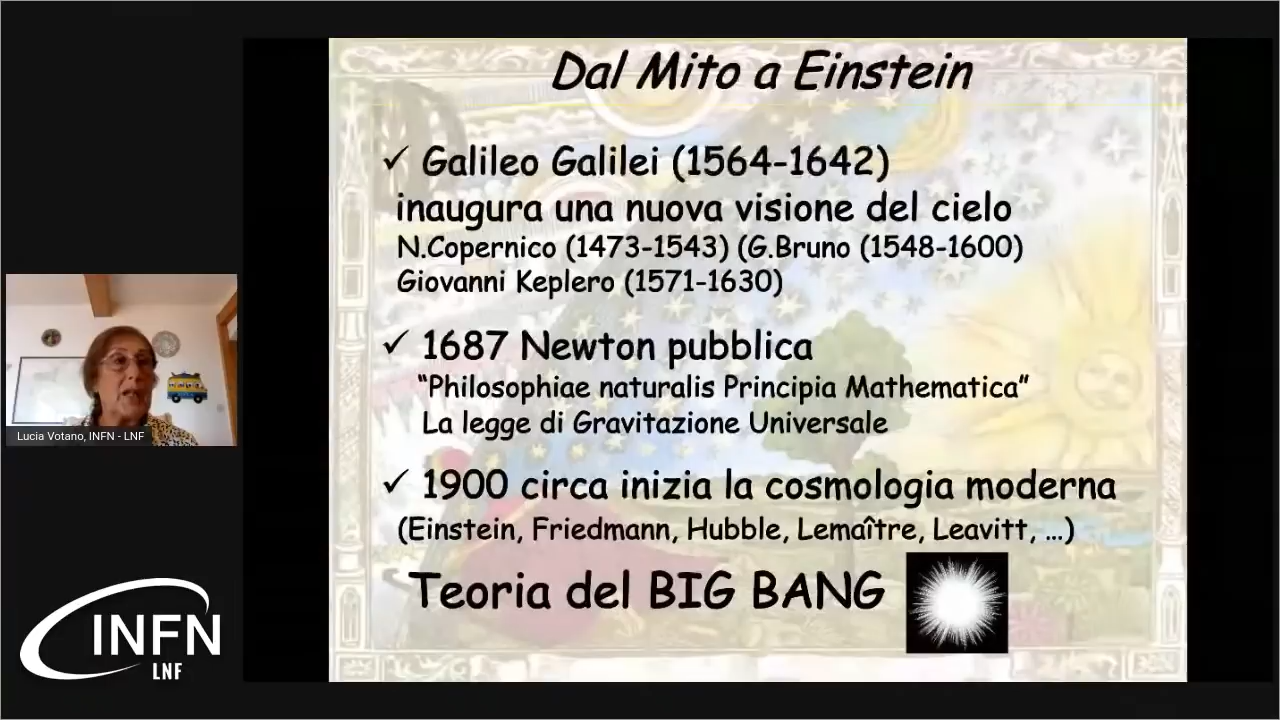 Dal Mito a Einstein
✓ Galileo Galilei (1564-1642)
inaugura una nuova visione del cielo
N.Copernico (1473-1543) (G.Bruno (1548-1600)
Giovanni Keplero (1571-1630)
✓ 1687 Newton pubblica
“Philosophiae naturalis Principia Mathematica”
La legge di Gravitazione Universale
✓ 1900 circa inizia la cosmologia moderna
(Einstein, Friedmann, Hubble, Lemaître, Leavitt, …)
Teoria del BIG BANG
Lucia Votano, INFN - LNF
INFN
LNF